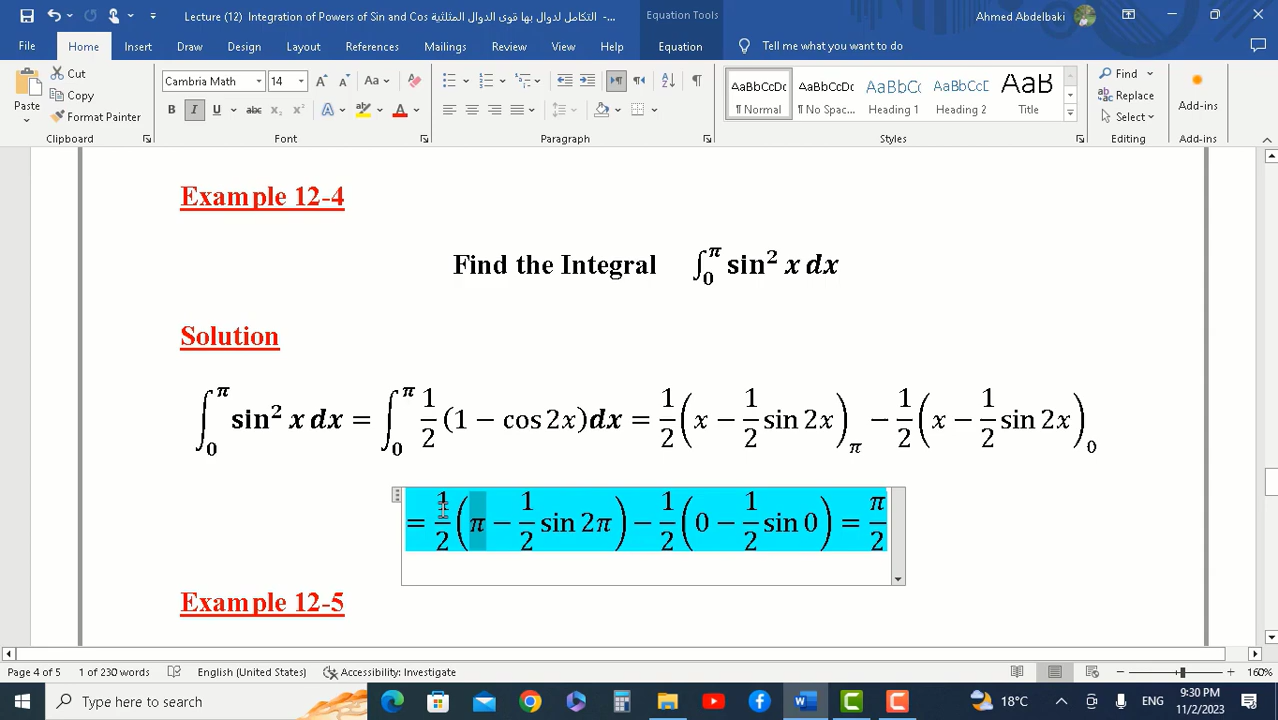 Lecture (12) Integration of Powers of Sin and Cos التكامل لدوال بها قوى الدوال المثلثية -...
Equation Tools
Ahmed Abdelbaki
File Home Insert Draw Design Layout References Mailings Review View Help Equation Tell me what you want to do
Paste
Cut
Copy
Format Painter
Cambria Math 14
B I U abc A
AaBbCcDc ¶ Normal
AaBbCcDc ¶ No Spac...
AaBbCc Heading 1
AaBbCcD Heading 2
AaB Title
Find
Replace
Select
Add-ins
Clipboard Font Paragraph Styles Editing Add-ins
Example 12-4
Find the Integral ∫₀^π sin² x dx
Solution
∫₀^π sin² x dx = ∫₀^π 1/2 (1 − cos 2x)dx = 1/2 (x − 1/2 sin 2x)_π − 1/2 (x − 1/2 sin 2x)_0
= 1/2 (π − 1/2 sin 2π) − 1/2 (0 − 1/2 sin 0) = π/2
Example 12-5
Page 4 of 5 1 of 230 words English (United States) Accessibility: Investigate 160%
Type here to search
18°C
ENG
9:30 PM
11/2/2023